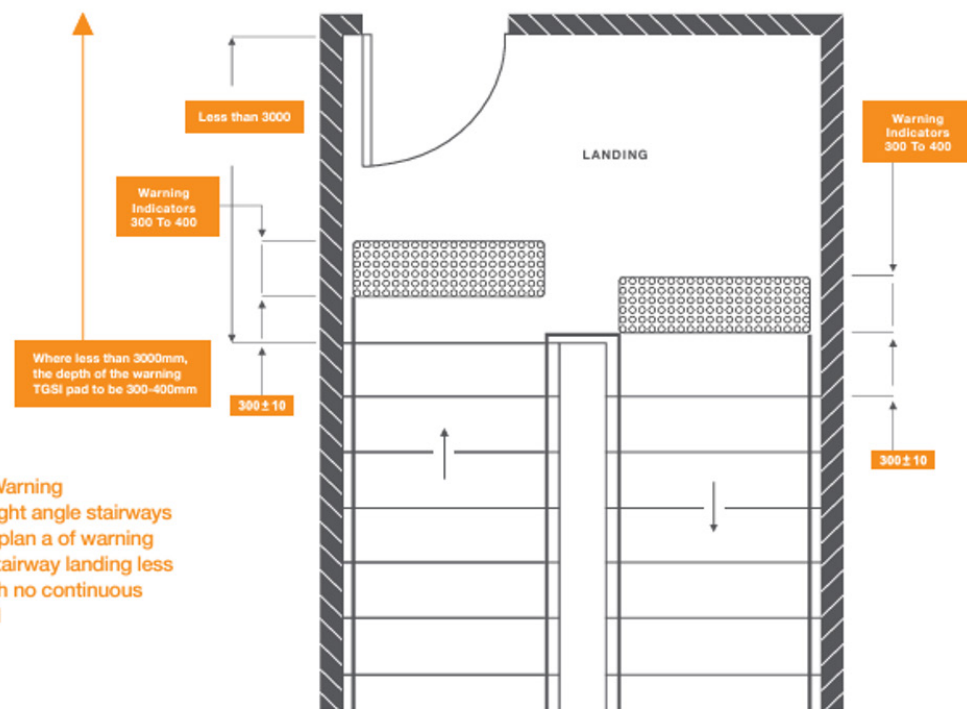 Less than 3000
Warning
Indicators
300 To 400
LANDING
Warning
Indicators
300 To 400
Where less than 3000mm,
the depth of the warning
TGSI pad to be 300-400mm
300±10
300±10
Warning
ght angle stairways
plan a of warning
tairway landing less
h no continuous